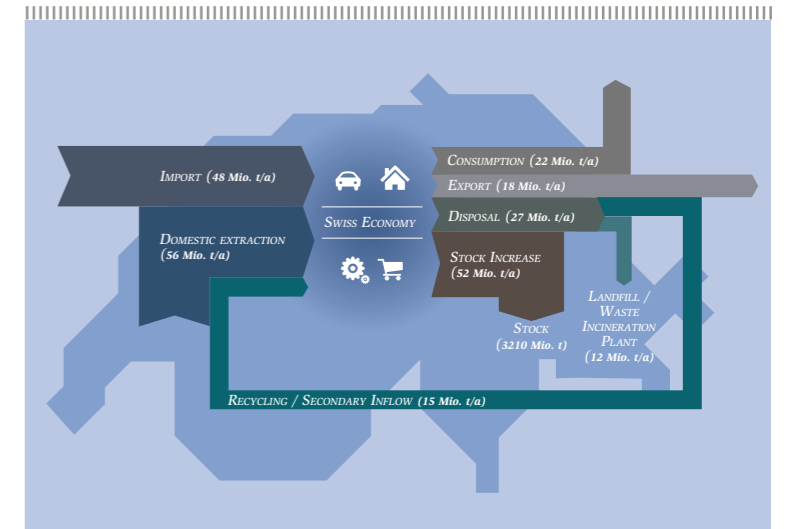 Import (48 Mio. t/a)
Domestic extraction
(56 Mio. t/a)
Swiss Economy
Consumption (22 Mio. t/a)
Export (18 Mio. t/a)
Disposal (27 Mio. t/a)
Stock Increase
(52 Mio. t/a)
Stock
(3210 Mio. t)
Landfill /
Waste
Incineration
Plant
(12 Mio. t/a)
Recycling / Secondary Inflow (15 Mio. t/a)